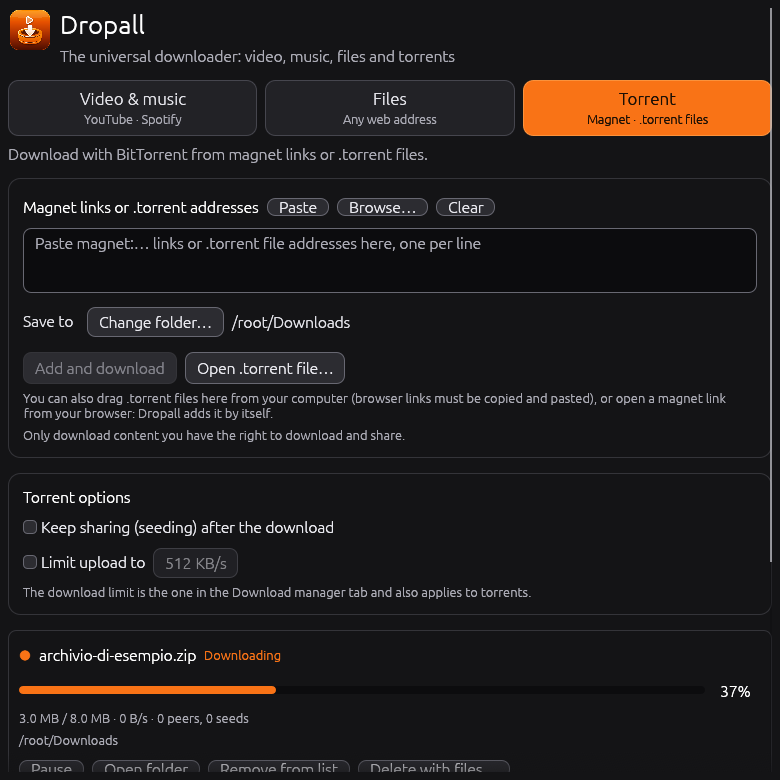 Dropall
The universal downloader: video, music, files and torrents
Video & music
YouTube · Spotify
Files
Any web address
Torrent
Magnet · .torrent files
Download with BitTorrent from magnet links or .torrent files.
Magnet links or .torrent addresses Paste Browse... Clear
Paste magnet:... links or .torrent file addresses here, one per line
Save to Change folder... /root/Downloads
Add and download Open .torrent file...
You can also drag .torrent files here from your computer (browser links must be copied and pasted), or open a magnet link
from your browser: Dropall adds it by itself.
Only download content you have the right to download and share.
Torrent options
Keep sharing (seeding) after the download
Limit upload to 512 KB/s
The download limit is the one in the Download manager tab and also applies to torrents.
archivio-di-esempio.zip Downloading
37%
3.0 MB / 8.0 MB · 0 B/s · 0 peers, 0 seeds
/root/Downloads
Pause Open folder Remove from list Delete with files...